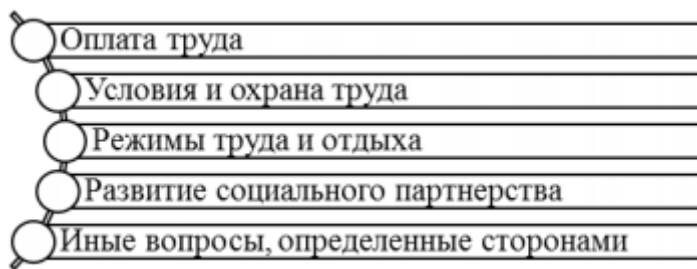 Оплата труда
Условия и охрана труда
Режимы труда и отдыха
Развитие социального партнерства
Иные вопросы, определенные сторонами